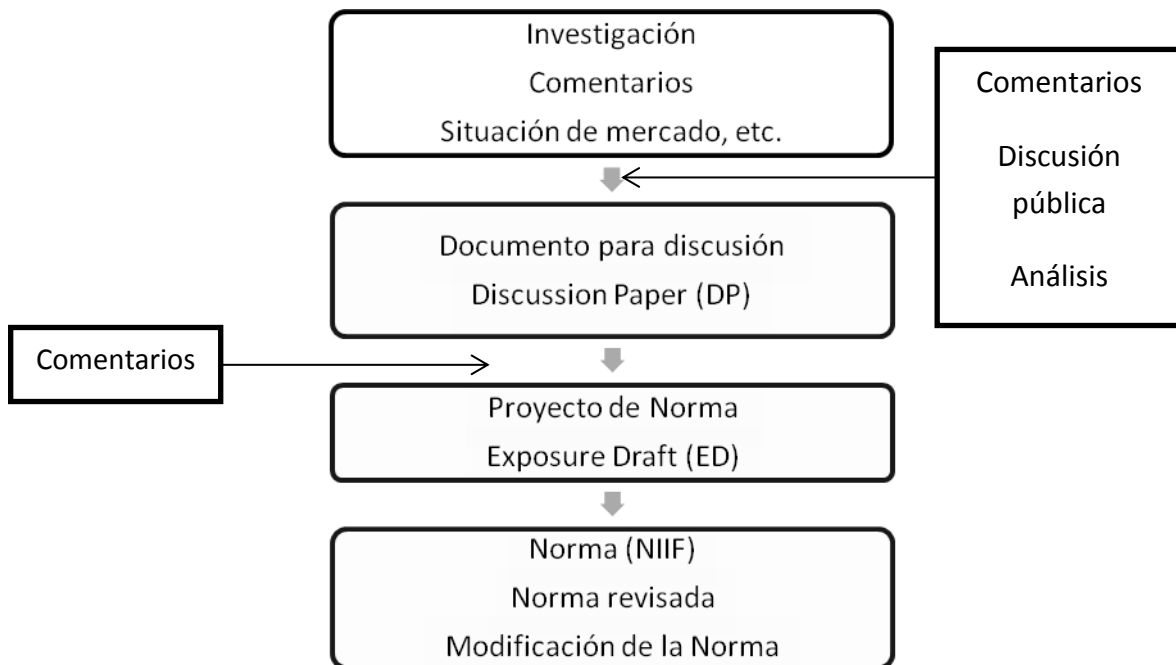 Investigación
Comentarios
Situación de mercado, etc.
Comentarios
Discusión
pública
Análisis
Documento para discusión
Discussion Paper (DP)
Comentarios
Proyecto de Norma
Exposure Draft (ED)
Norma (NIIF)
Norma revisada
Modificación de la Norma